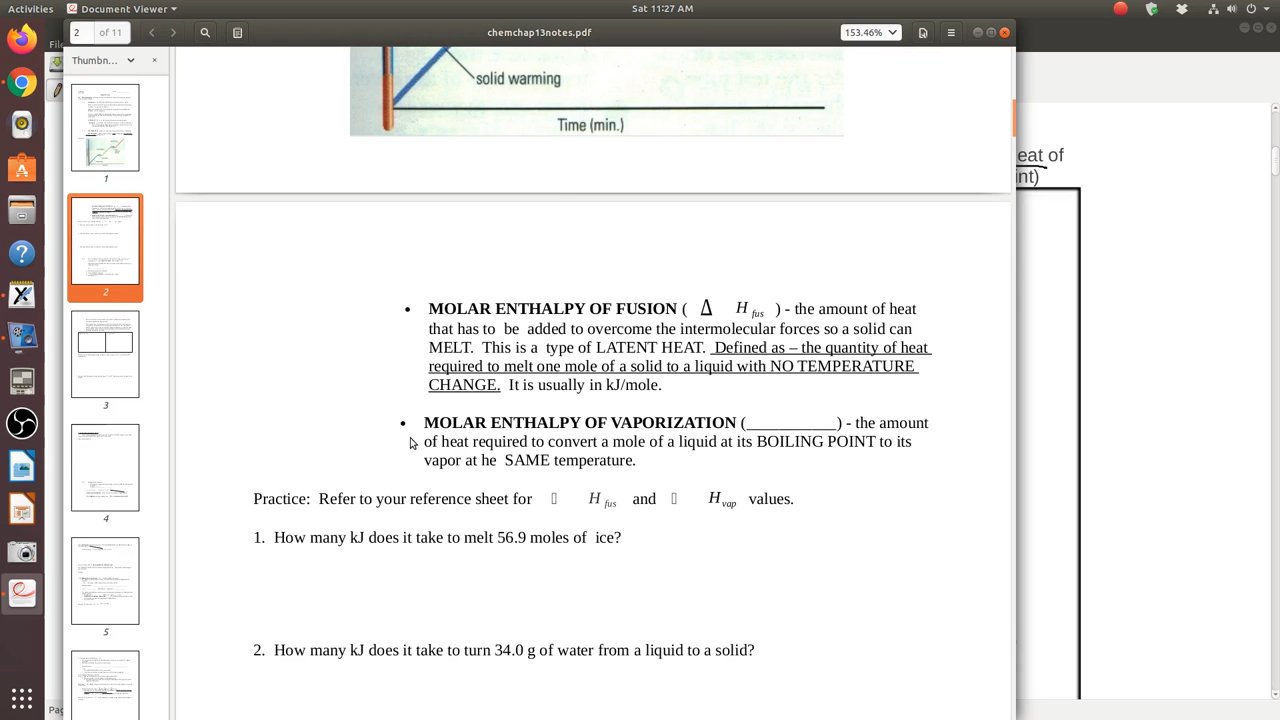 Activities
Document Viewer
Sat 11:27 AM
2
of 11
chemchap13notes.pdf
153.46%
Fil
Thumbn...
solid warming
Time (min.)
1
eat of
int)
2
MOLAR ENTHALPY OF FUSION ( Δ H fus ) - the amount of heat
that has to be added to overcome the intermolecular forces so a solid can
MELT. This is a type of LATENT HEAT. Defined as – the quantity of heat
required to melt one mole of a solid to a liquid with NO TEMPERATURE
CHANGE. It is usually in kJ/mole.
3
MOLAR ENTHALPY OF VAPORIZATION (__________) - the amount
of heat required to convert a mole of a liquid at its BOILING POINT to its
vapor at he SAME temperature.
Practice: Refer to your reference sheet for H fus and H vap values.
4
1. How many kJ does it take to melt 56.9 moles of ice?
5
2. How many kJ does it take to turn 34.0 g of water from a liquid to a solid?
Pag